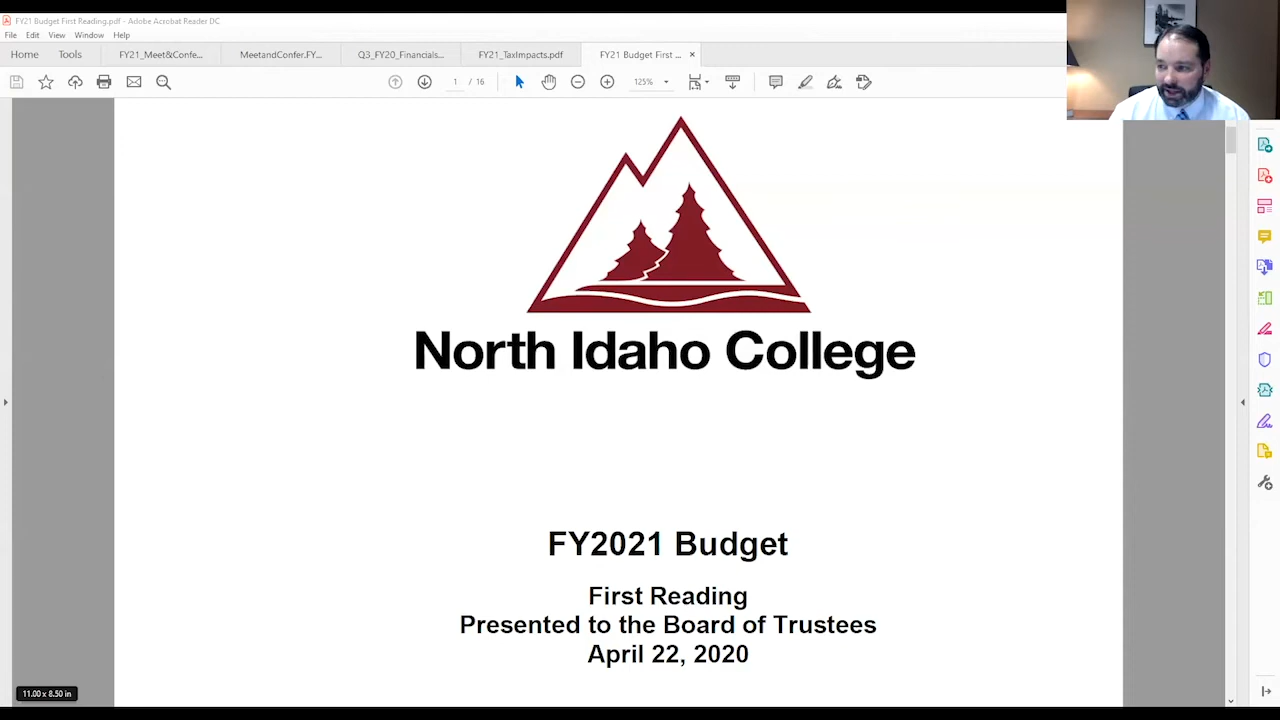 FY21 Budget First Reading.pdf - Adobe Acrobat Reader DC
File Edit View Window Help
Home Tools FY21_Meet&Confe... MeetandConfer.FY... Q3_FY20_Financials... FY21_TaxImpacts.pdf FY21 Budget First ... ×
1 / 16 125%
North Idaho College
FY2021 Budget
First Reading
Presented to the Board of Trustees
April 22, 2020
11.00 x 8.50 in